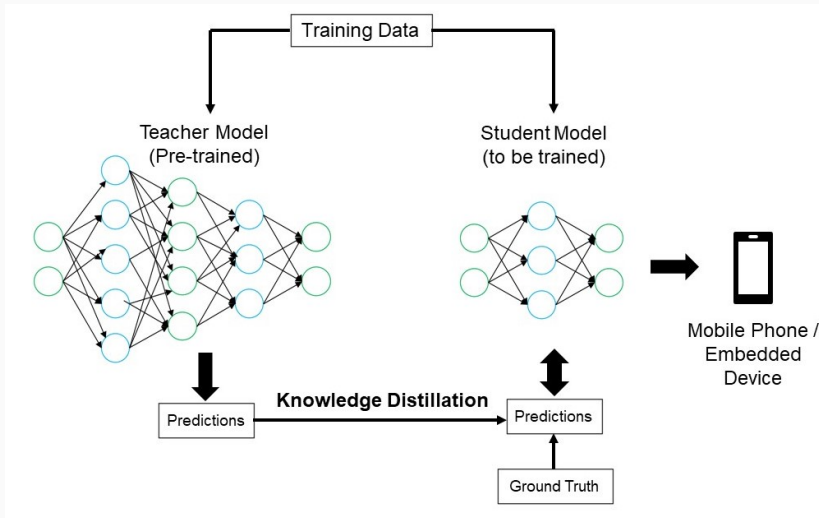 Training Data
Teacher Model
(Pre-trained)
Student Model
(to be trained)
Mobile Phone /
Embedded
Device
Predictions
Knowledge Distillation
Predictions
Ground Truth